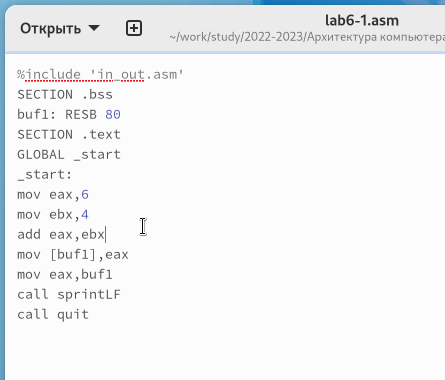 Открыть
lab6-1.asm
~/work/study/2022-2023/Архитектура
%include 'in_out.asm'
SECTION .bss
buf1: RESB 80
SECTION .text
GLOBAL _start
_start:
mov eax,6
mov ebx,4
add eax,ebx
mov [buf1],eax
mov eax,buf1
call sprintLF
call quit